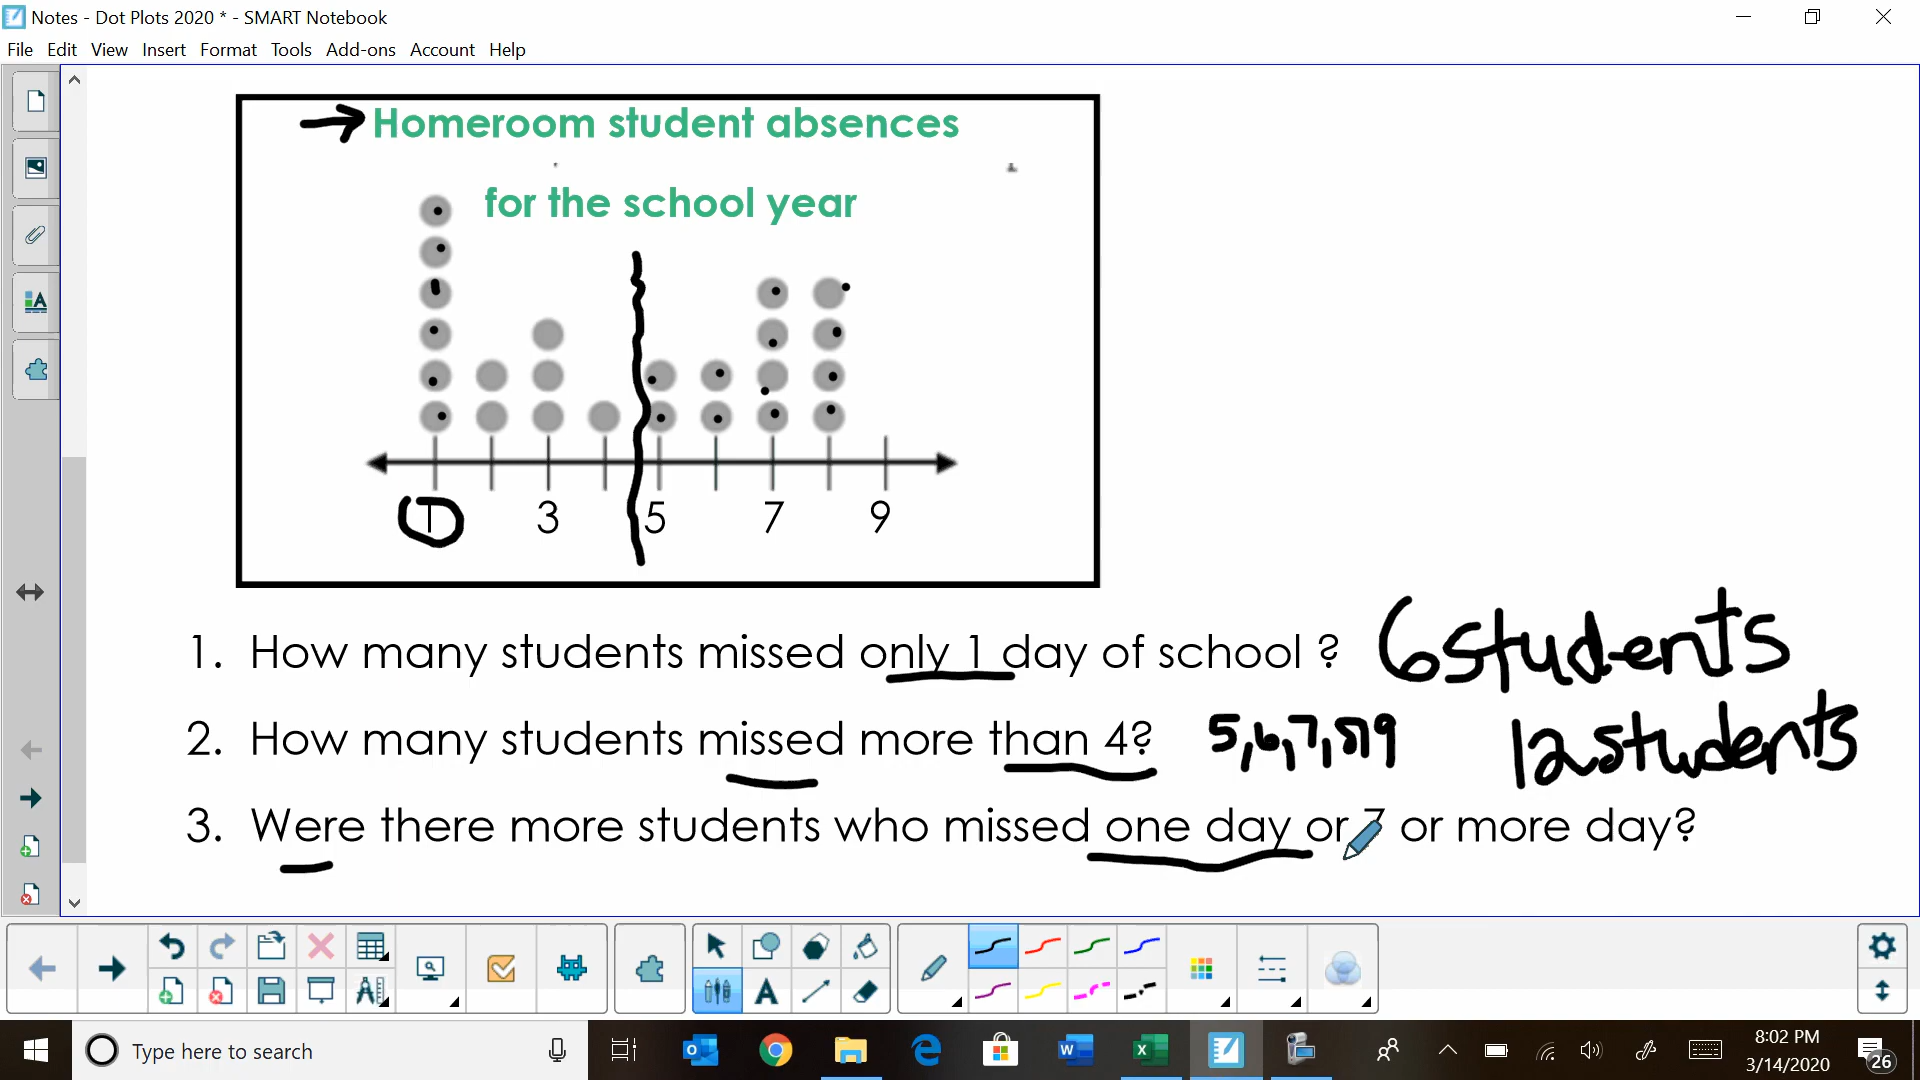 Notes - Dot Plots 2020 * - SMART Notebook
File Edit View Insert Format Tools Add-ons Account Help
Homeroom student absences
for the school year
1 3 5 7 9
1. How many students missed only 1 day of school ? 6 students
2. How many students missed more than 4? 5,6,7,8,9 12 students
3. Were there more students who missed one day or 7 or more day?
Type here to search
8:02 PM
3/14/2020
26